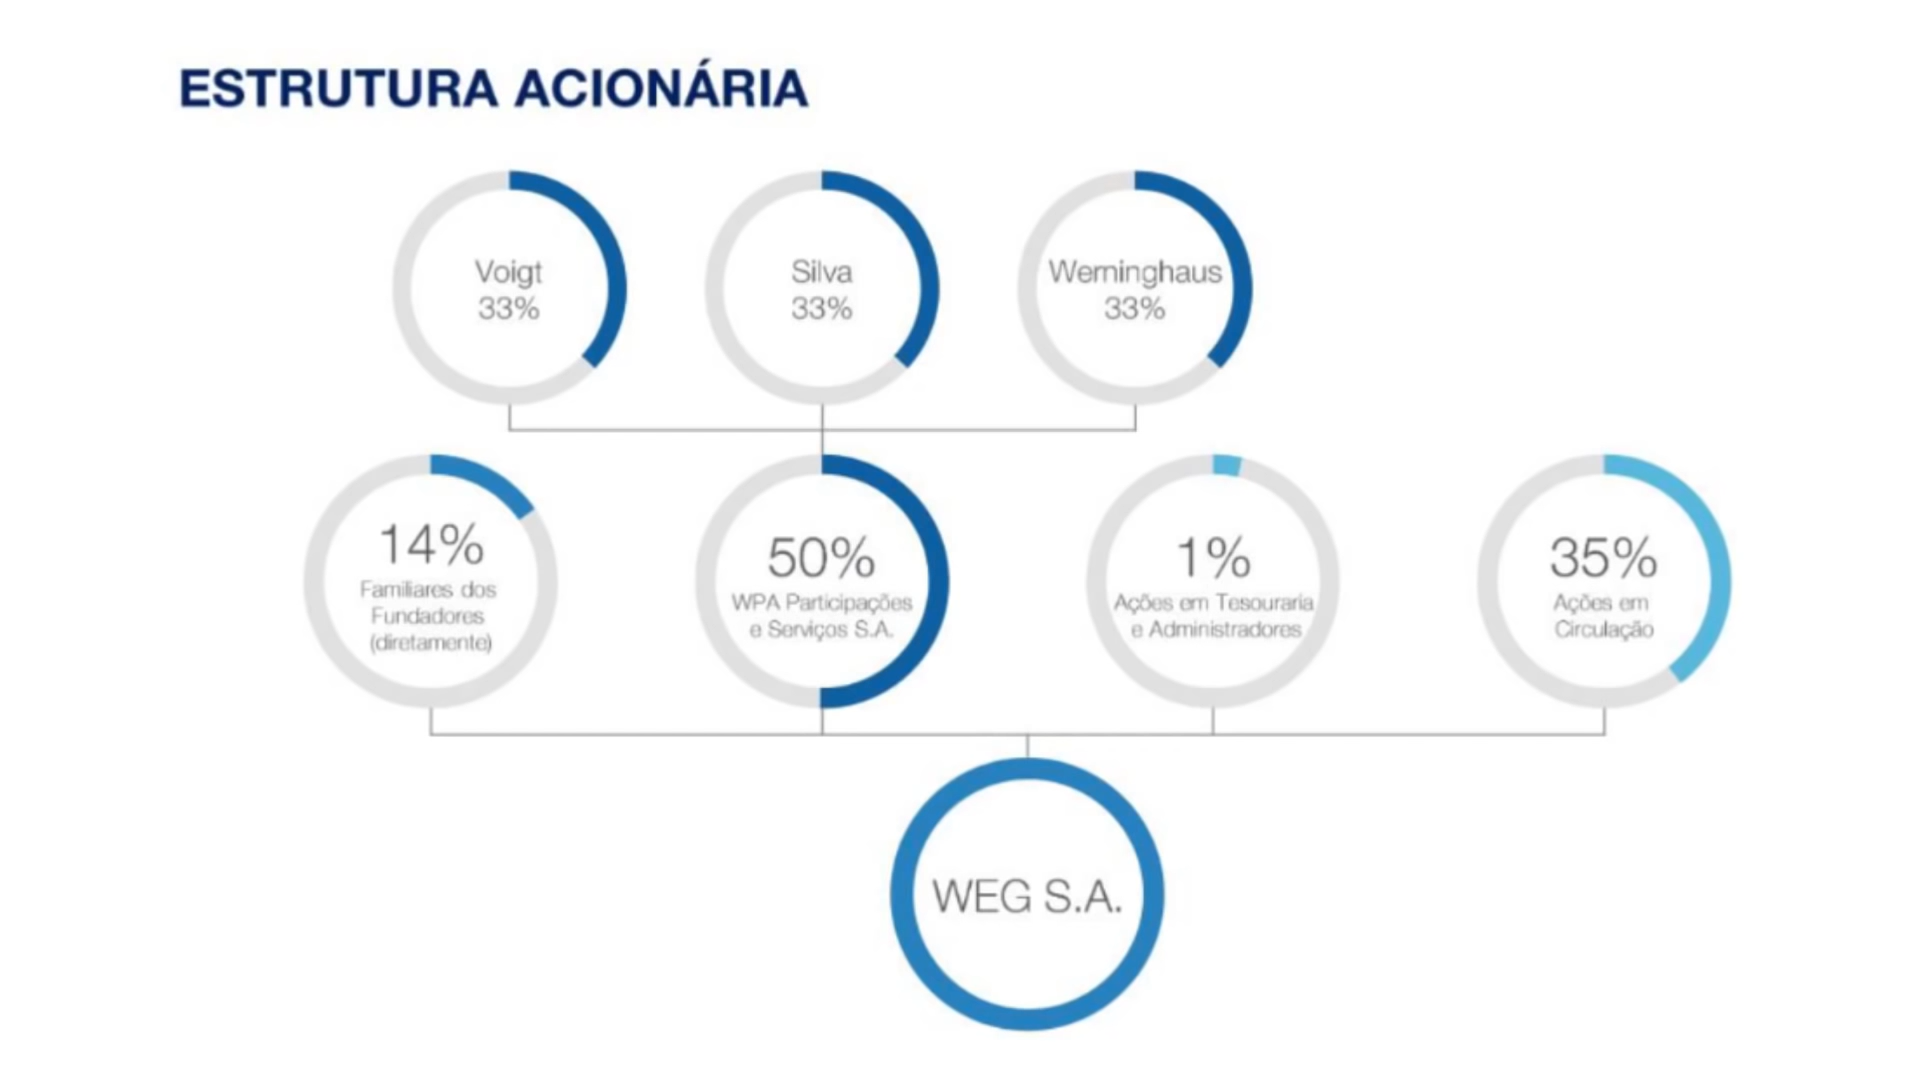 ESTRUTURA ACIONÁRIA
Voigt
33%
Silva
33%
Werninghaus
33%
14%
Familiares dos
Fundadores
(diretamente)
50%
WPA Participações
e Serviços S.A.
1%
Ações em Tesouraria
e Administradores
35%
Ações em
Circulação
WEG S.A.